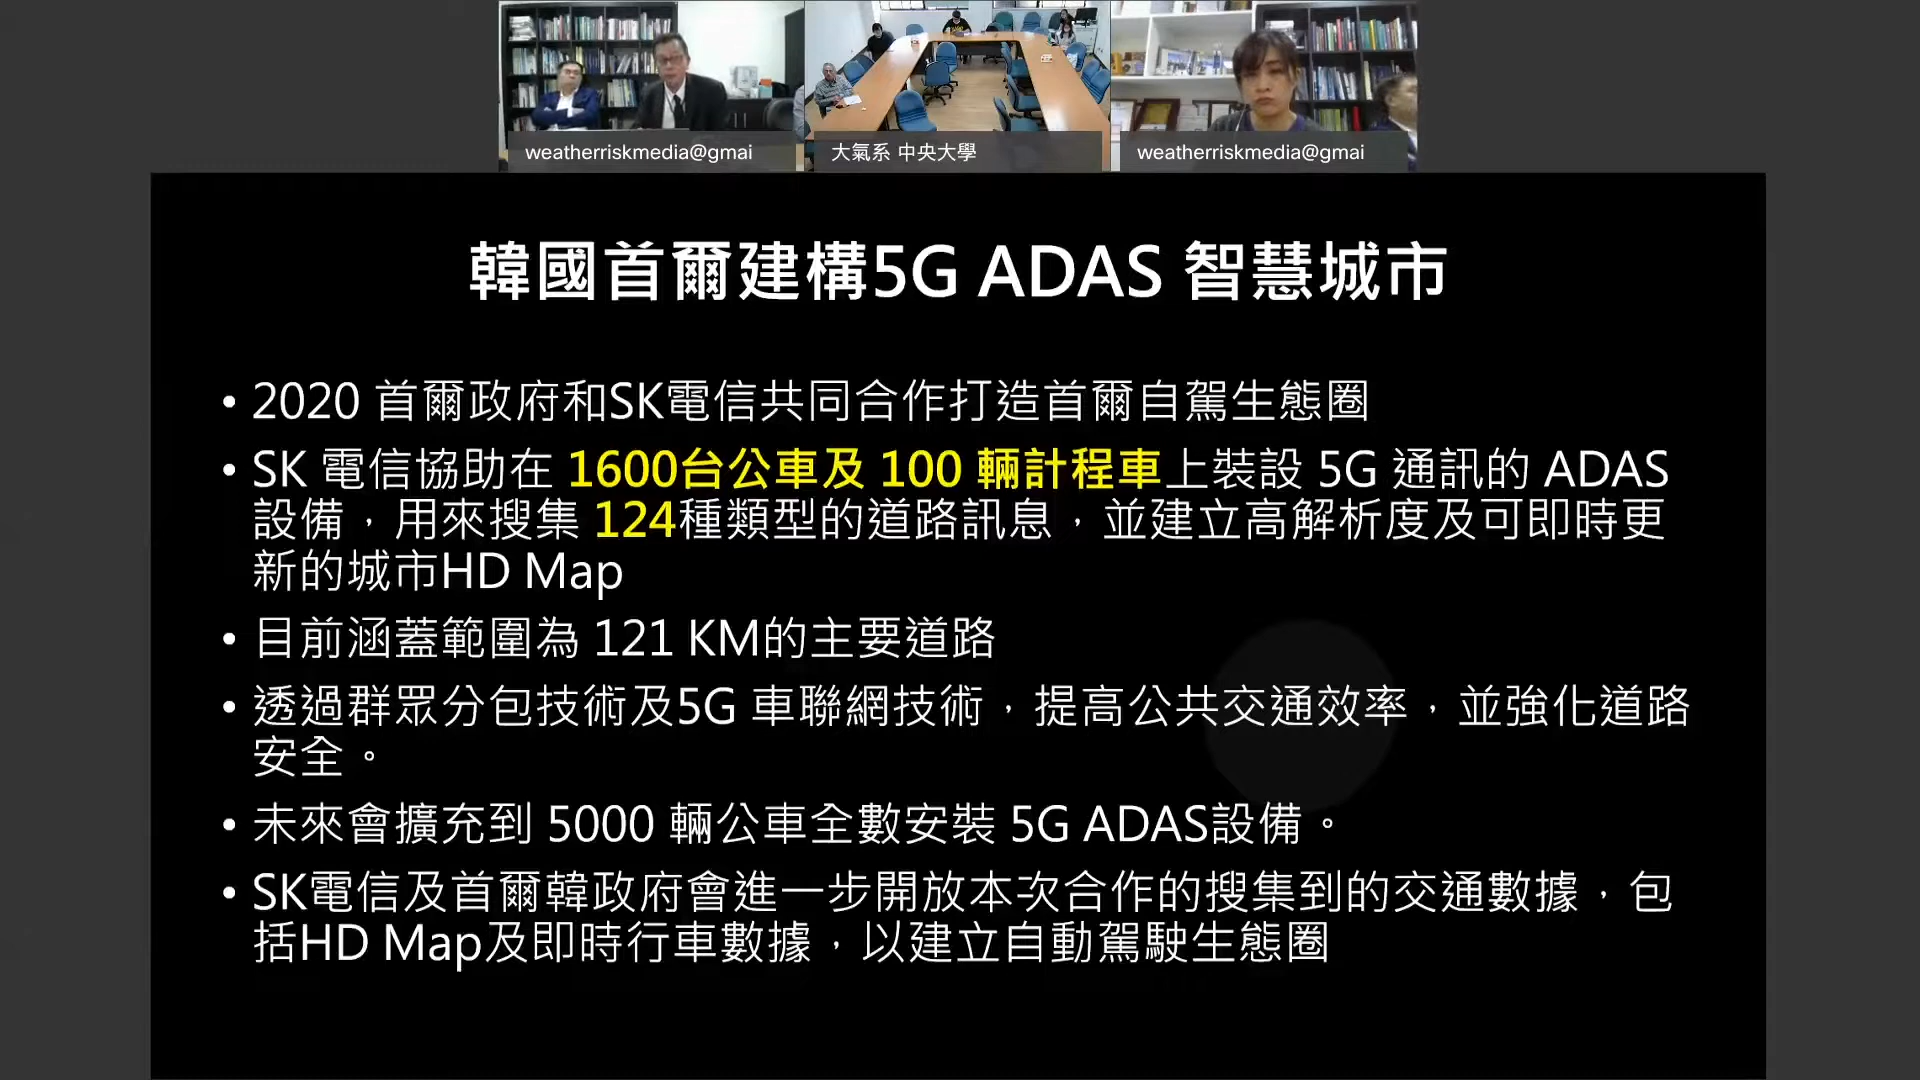 weatherriskmedia@gmai
大氣系 中央大學
weatherriskmedia@gmai
韓國首爾建構5G ADAS 智慧城市
• 2020 首爾政府和SK電信共同合作打造首爾自駕生態圈
• SK 電信協助在 1600台公車及 100 輛計程車上裝設 5G 通訊的 ADAS
設備，用來搜集 124種類型的道路訊息，並建立高解析度及可即時更
新的城市HD Map
• 目前涵蓋範圍為 121 KM的主要道路
• 透過群眾分包技術及5G 車聯網技術，提高公共交通效率，並強化道路
安全。
• 未來會擴充到 5000 輛公車全數安裝 5G ADAS設備。
• SK電信及首爾韓政府會進一步開放本次合作的搜集到的交通數據，包
括HD Map及即時行車數據，以建立自動駕駛生態圈